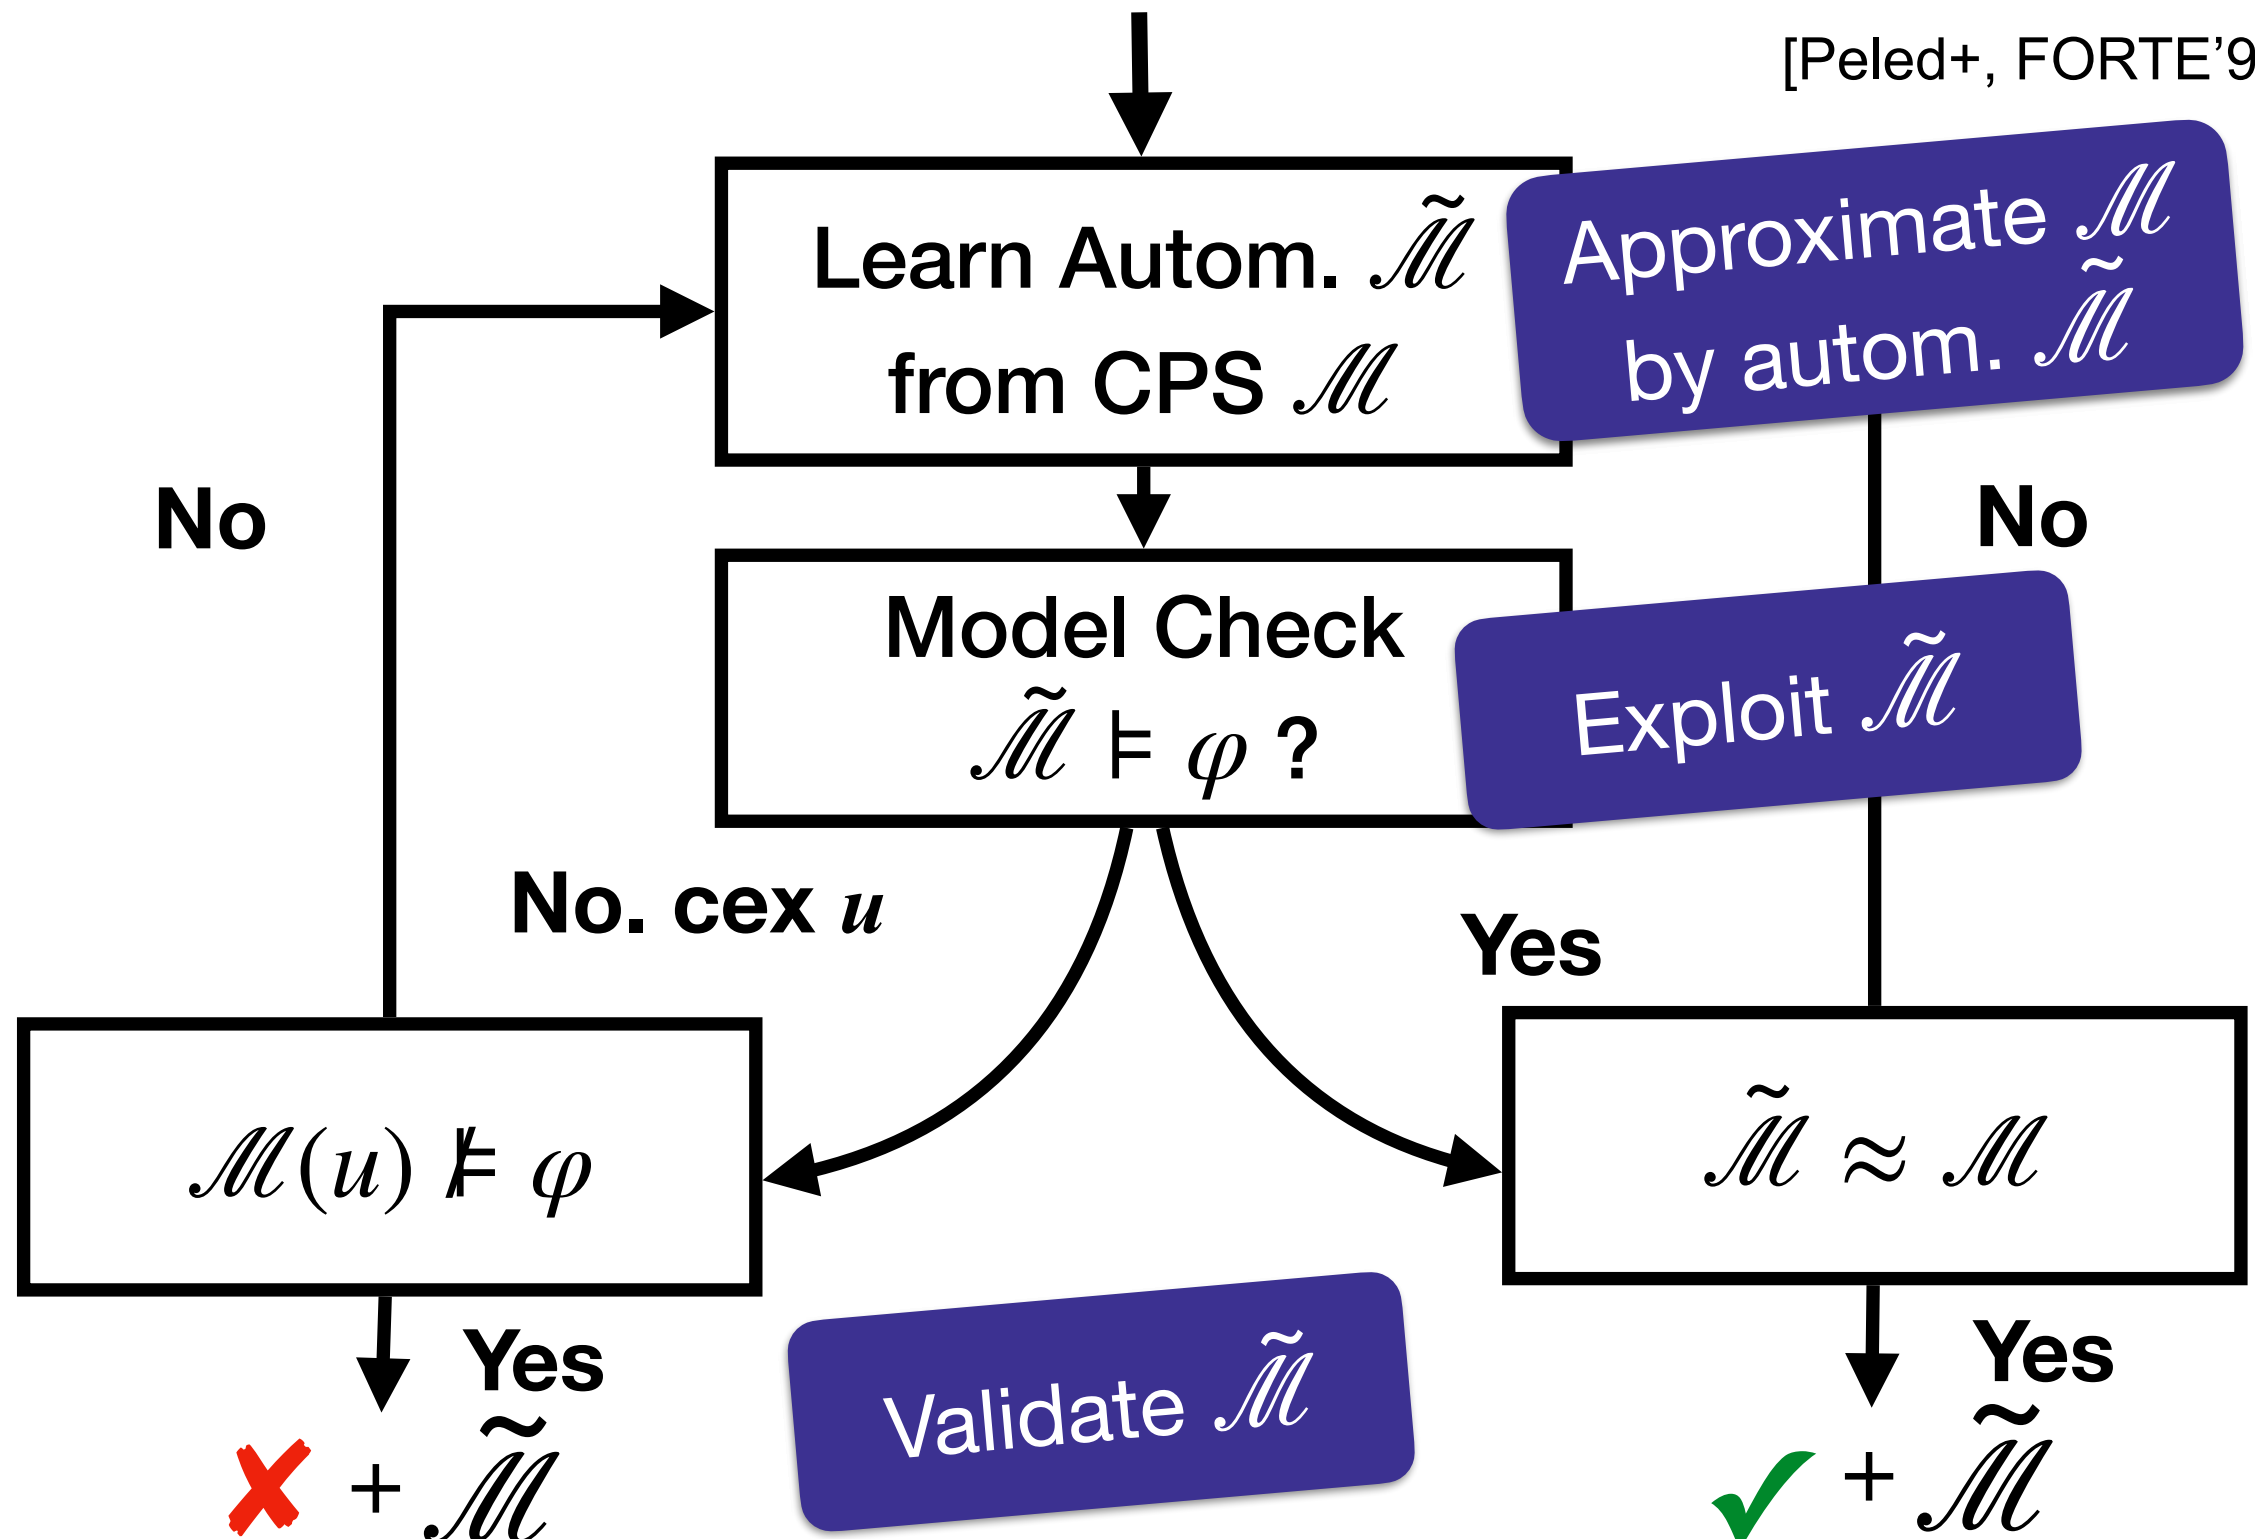 [Peled+, FORTE'9
Learn Autom. ℳ̃
from CPS ℳ
Approximate ℳ
by autom. ℳ̃
No
No
Model Check
ℳ̃ ⊨ φ ?
Exploit ℳ̃
No. cex u
Yes
ℳ(u) ⊭ φ
ℳ̃ ≈ ℳ
Yes
Validate ℳ̃
Yes
✘ + ℳ̃
✓ + ℳ̃